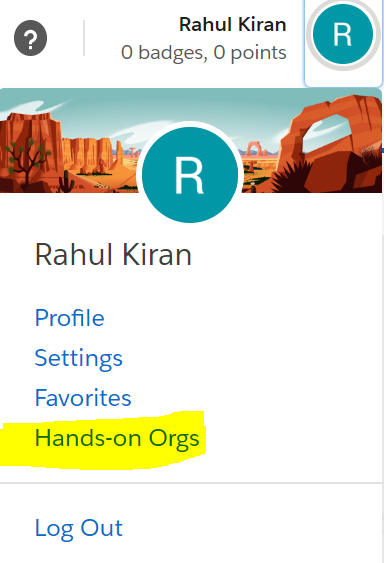 ?
Rahul Kiran
0 badges, 0 points
R
R
Rahul Kiran
Profile
Settings
Favorites
Hands-on Orgs
Log Out